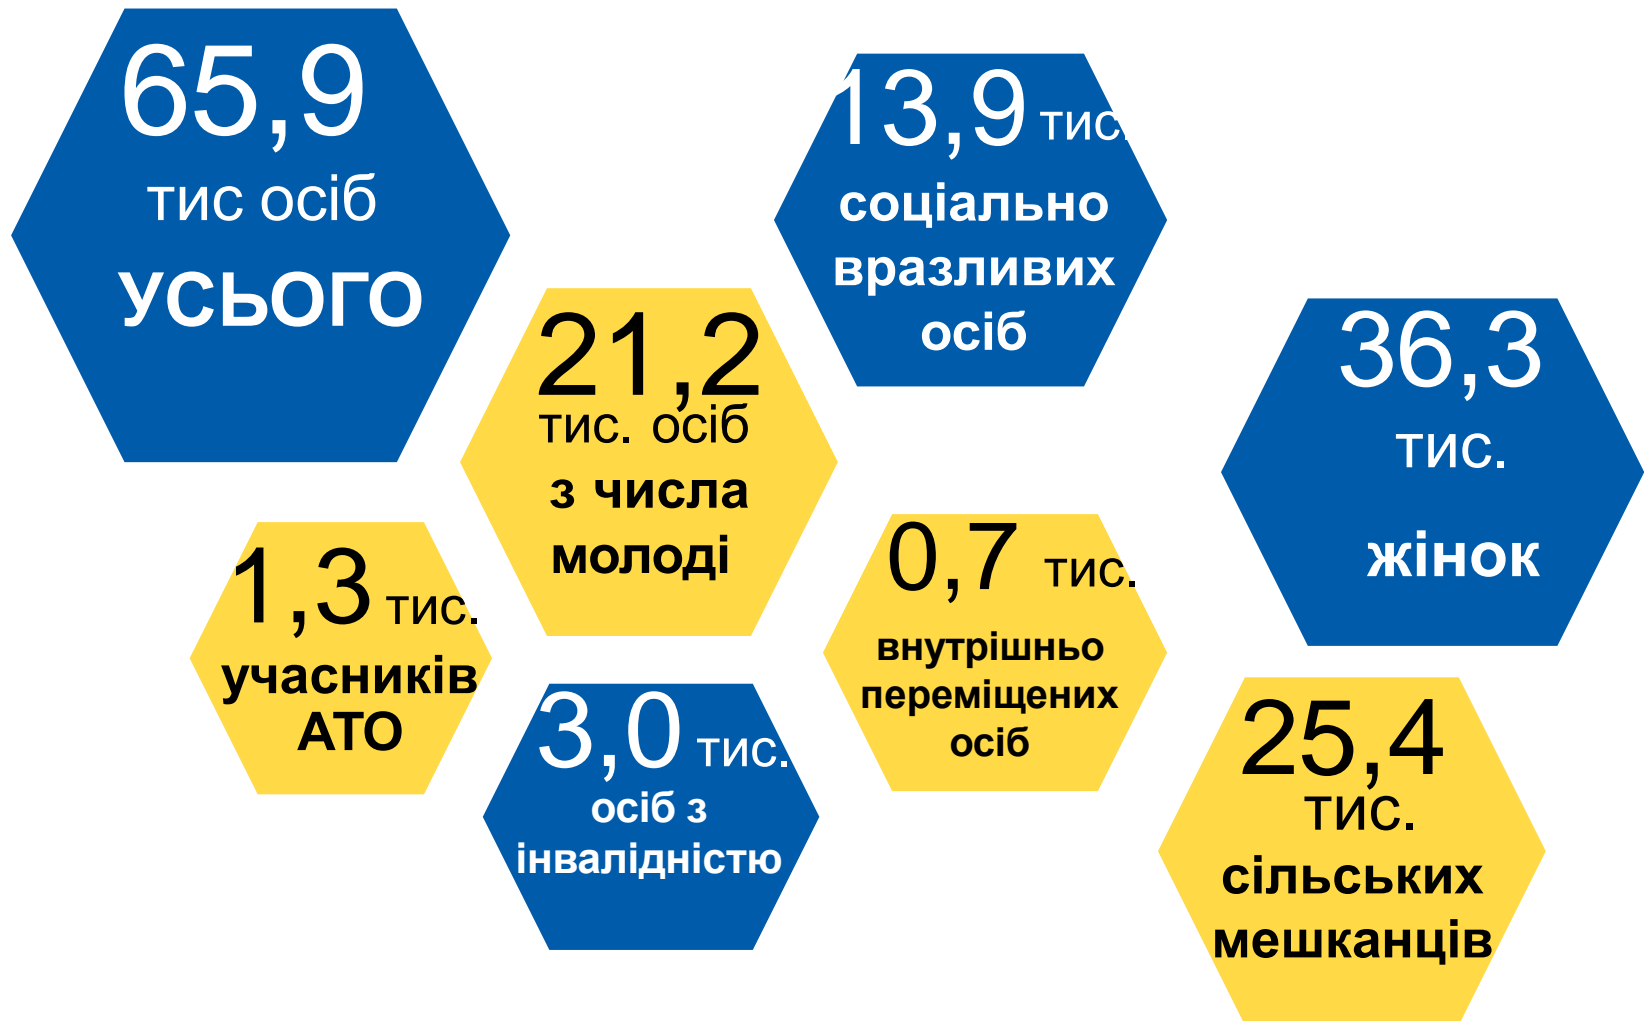 65,9
тис осіб
УСЬОГО
13,9 тис.
соціально
вразливих
осіб
21,2
тис. осіб
з числа
молоді
36,3
тис.
жінок
1,3 тис.
учасників
АТО
0,7 тис.
внутрішньо
переміщених
осіб
3,0 тис.
осіб з
інвалідністю
25,4
тис.
сільських
мешканців